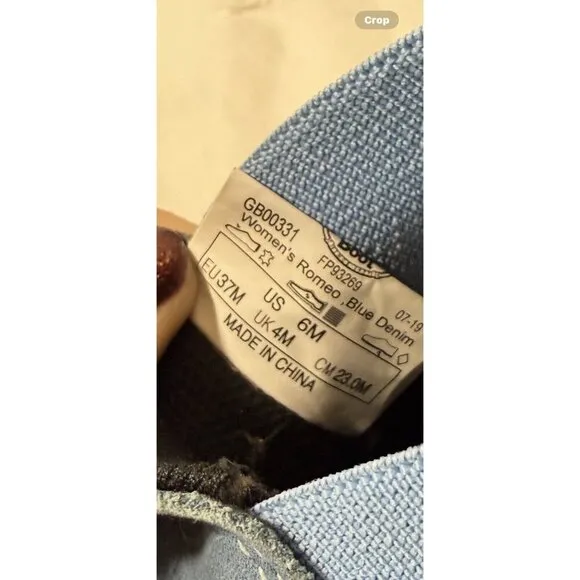 Crop
GB00331
BOOT
FP93269
07-19
Women's Romeo ,Blue Denim
EU 37M
US 6M
UK 4M
CM 23.0M
MADE IN CHINA